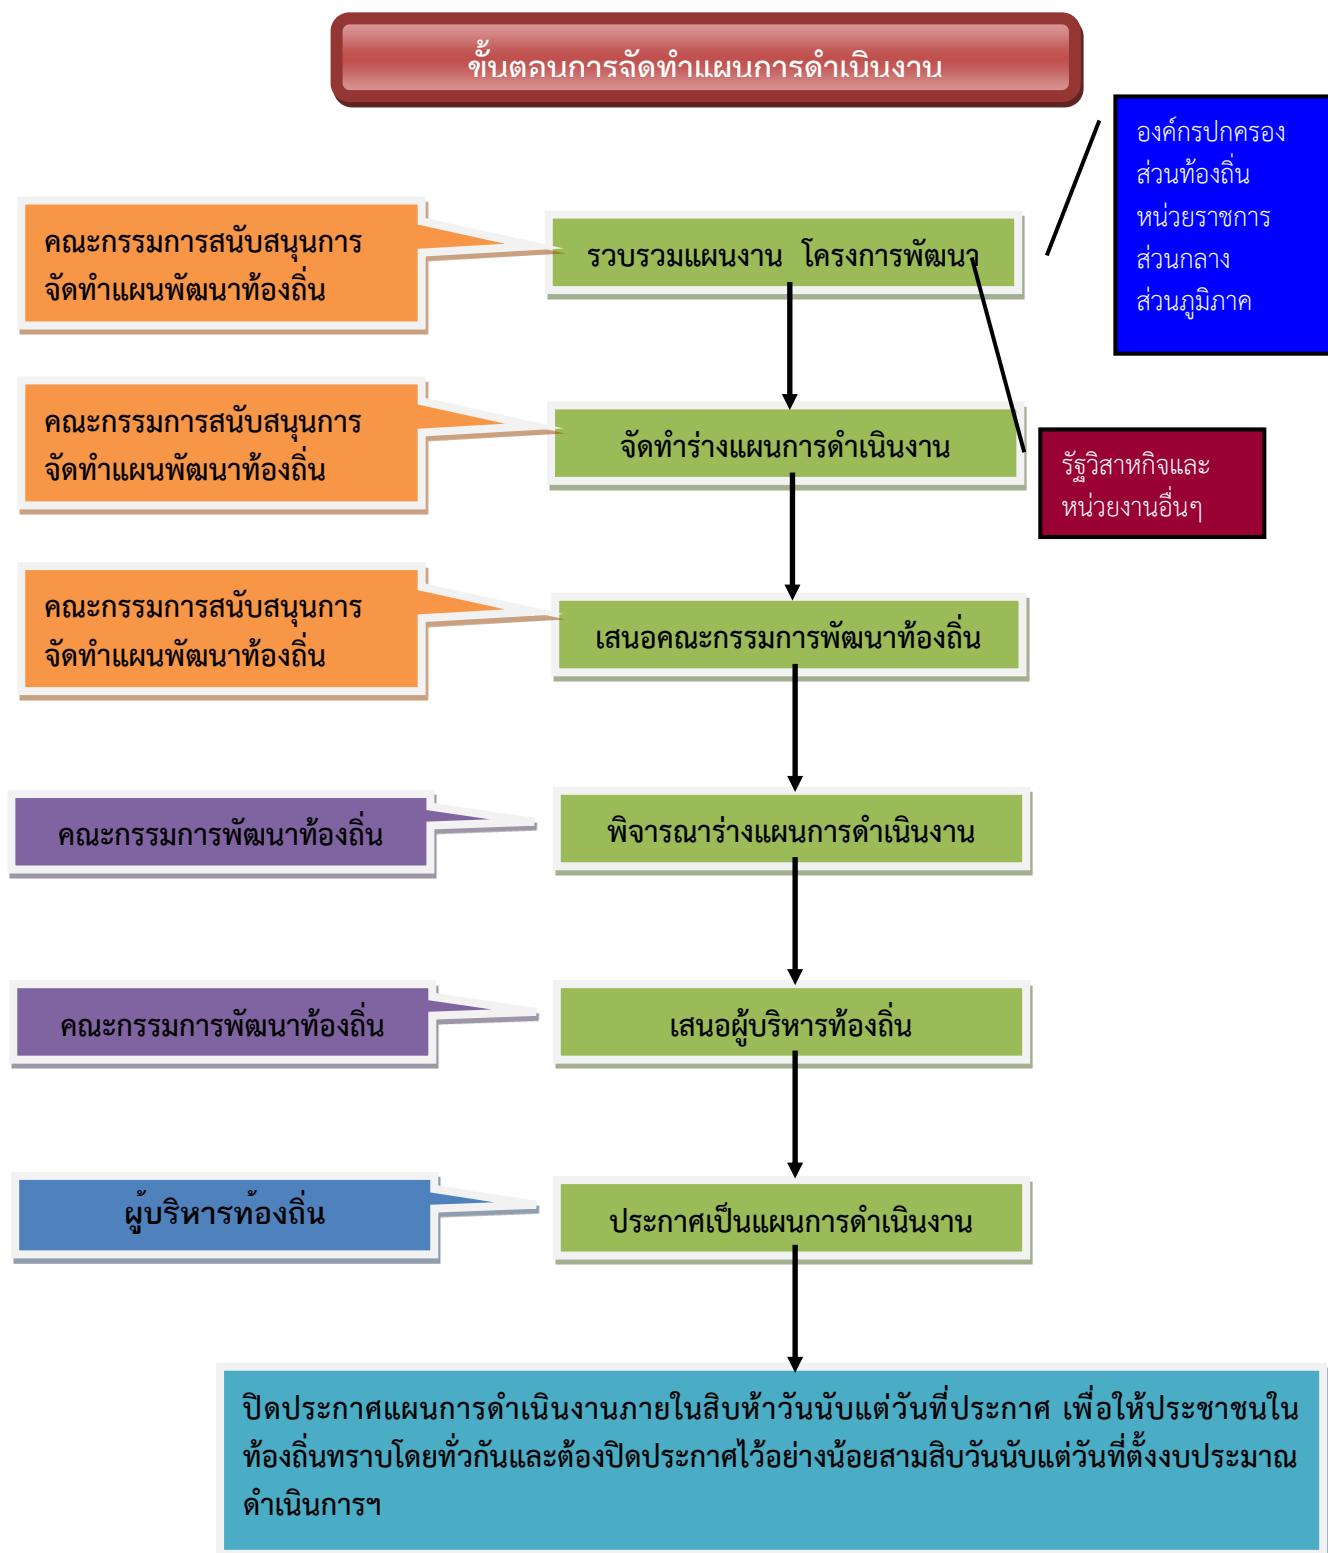 ขั้นตอนการจัดทำแผนการดำเนินงาน
องค์กรปกครอง
ส่วนท้องถิ่น
หน่วยราชการ
ส่วนกลาง
ส่วนภูมิภาค
คณะกรรมการสนับสนุนการ
จัดทำแผนพัฒนาท้องถิ่น
รวบรวมแผนงาน โครงการพัฒนา
คณะกรรมการสนับสนุนการ
จัดทำแผนพัฒนาท้องถิ่น
จัดทำร่างแผนการดำเนินงาน
รัฐวิสาหกิจและ
หน่วยงานอื่นๆ
คณะกรรมการสนับสนุนการ
จัดทำแผนพัฒนาท้องถิ่น
เสนอคณะกรรมการพัฒนาท้องถิ่น
คณะกรรมการพัฒนาท้องถิ่น
พิจารณาร่างแผนการดำเนินงาน
คณะกรรมการพัฒนาท้องถิ่น
เสนอผู้บริหารท้องถิ่น
ผู้บริหารท้องถิ่น
ประกาศเป็นแผนการดำเนินงาน
ปิดประกาศแผนการดำเนินงานภายในสิบห้าวันนับแต่วันที่ประกาศ เพื่อให้ประชาชนใน
ท้องถิ่นทราบโดยทั่วกันและต้องปิดประกาศไว้อย่างน้อยสามสิบวันนับแต่วันที่ตั้งงบประมาณ
ดำเนินการฯ